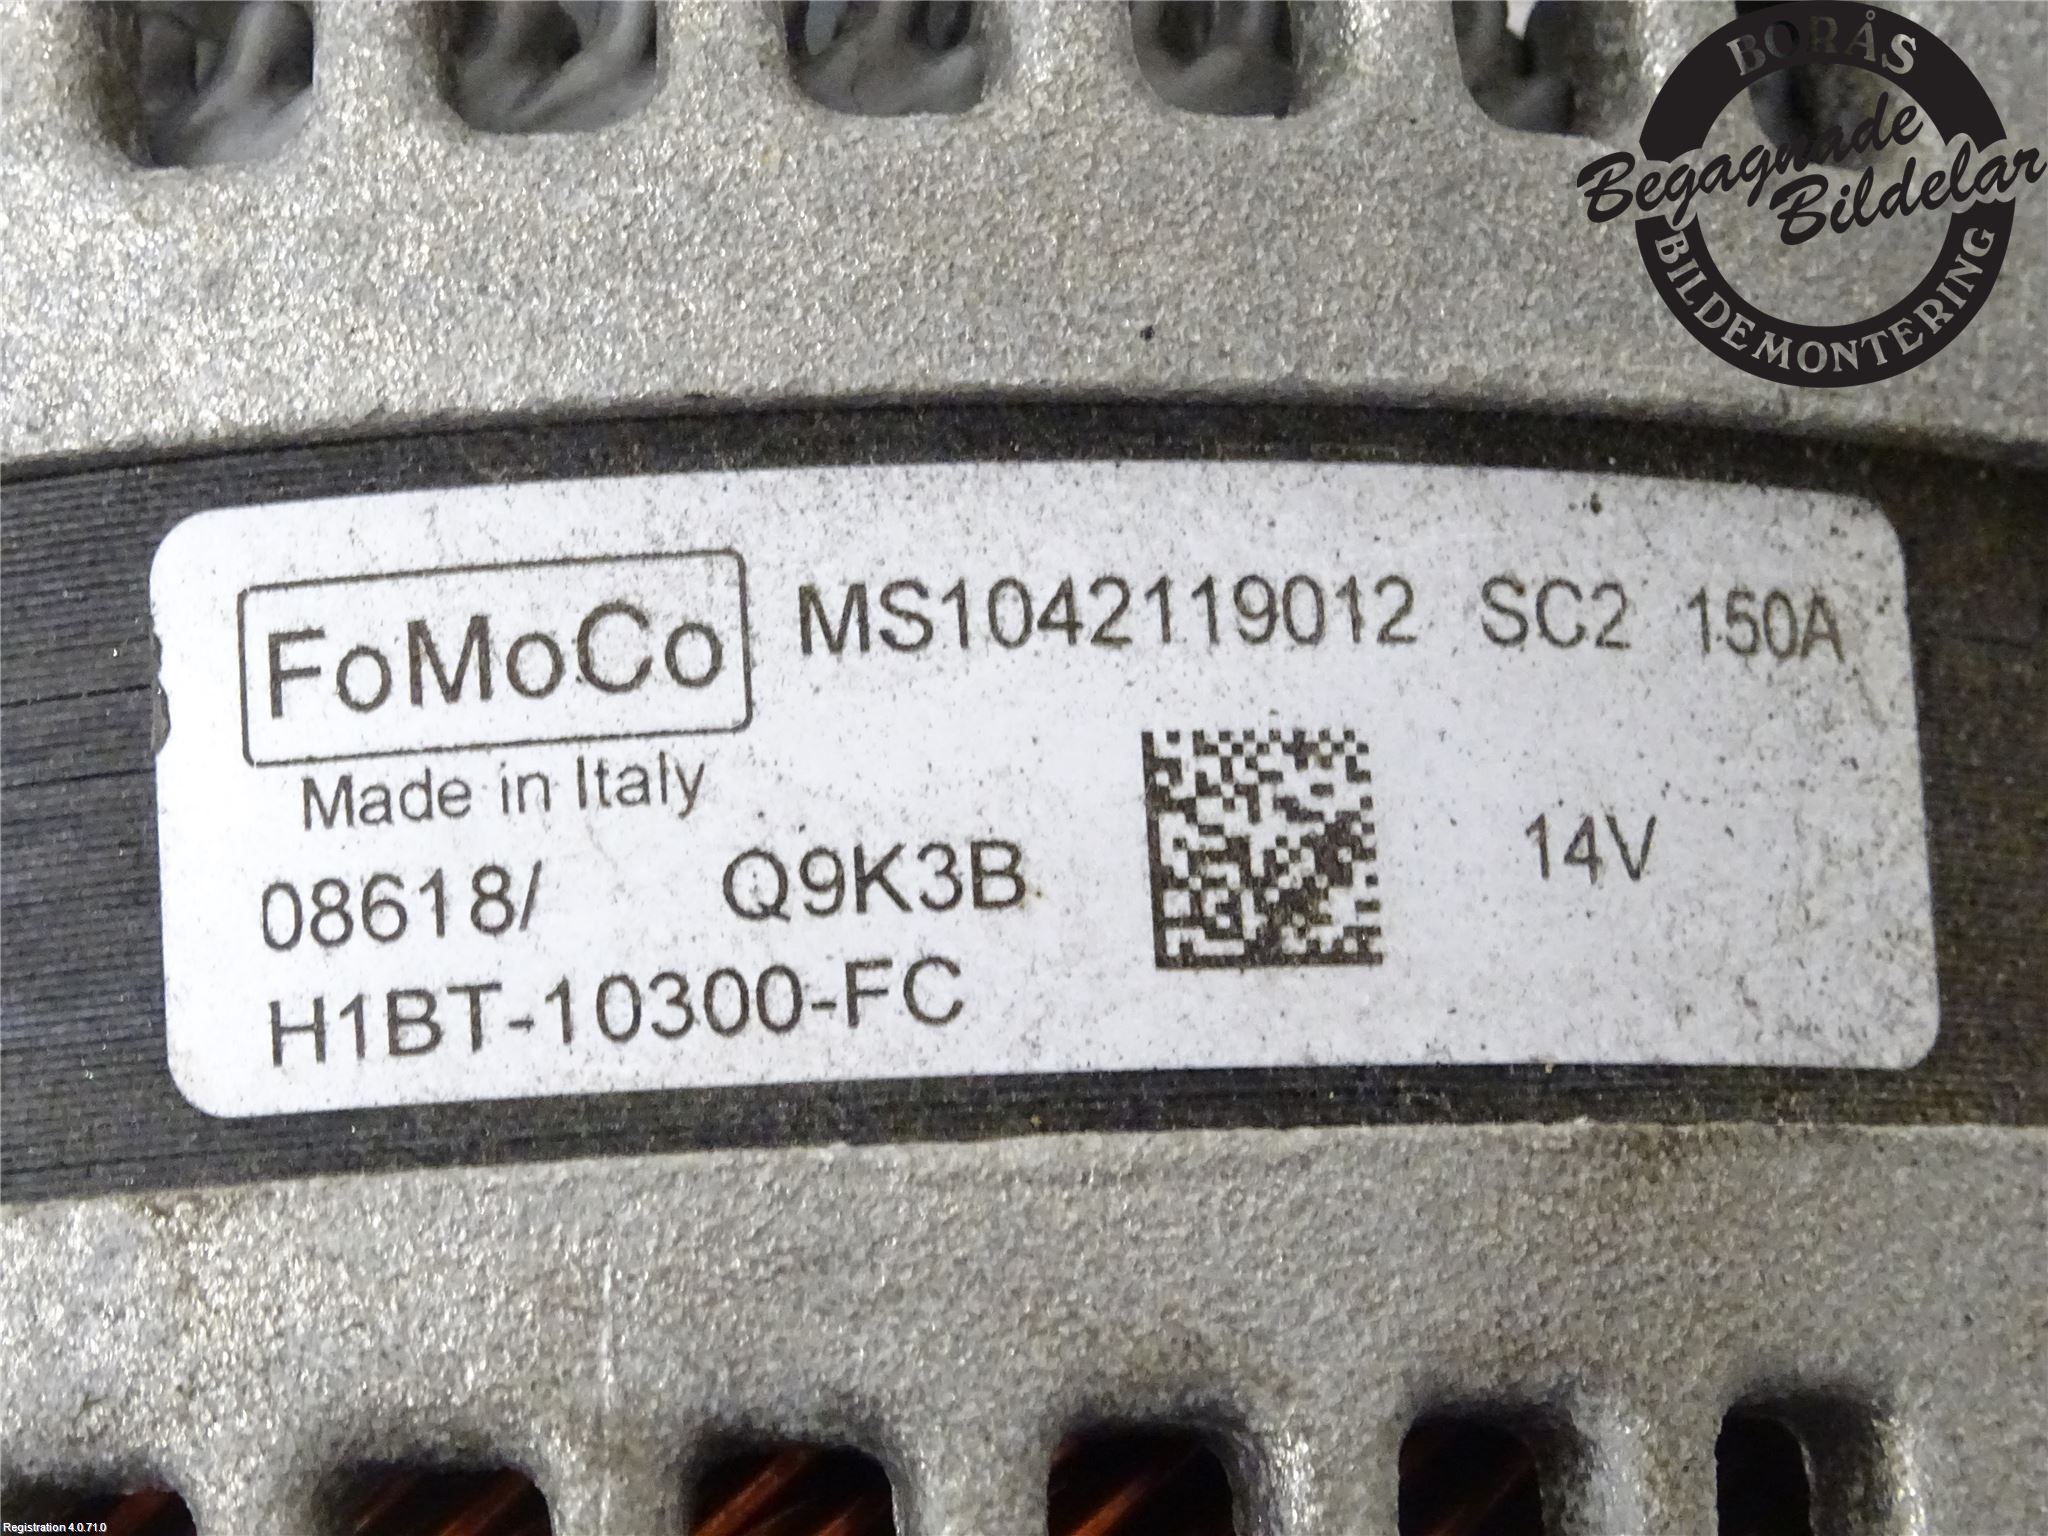 BORÅS
Begagnade
Bildelar
BILDEMONTERING
FoMoCo MS1042119012 SC2 150A
Made in Italy
08618/ Q9K3B 14V
H1BT-10300-FC
Registration 4.0.71.0